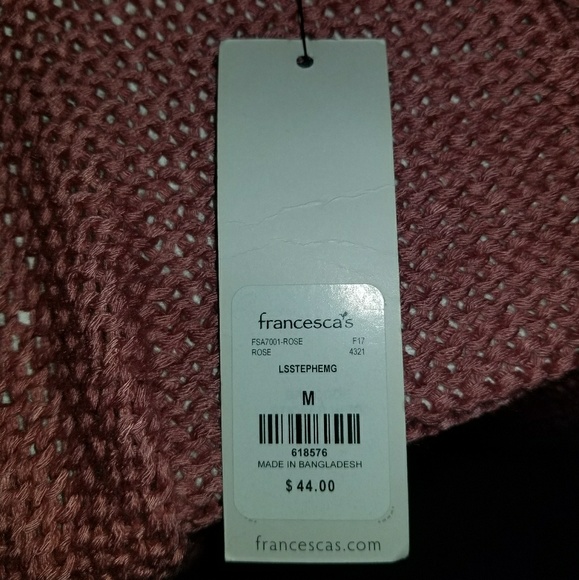 francesca's
FSA7001-ROSE F17
ROSE 4321
LSSTEPHEMG
M
618576
MADE IN BANGLADESH
$ 44.00
francescas.com